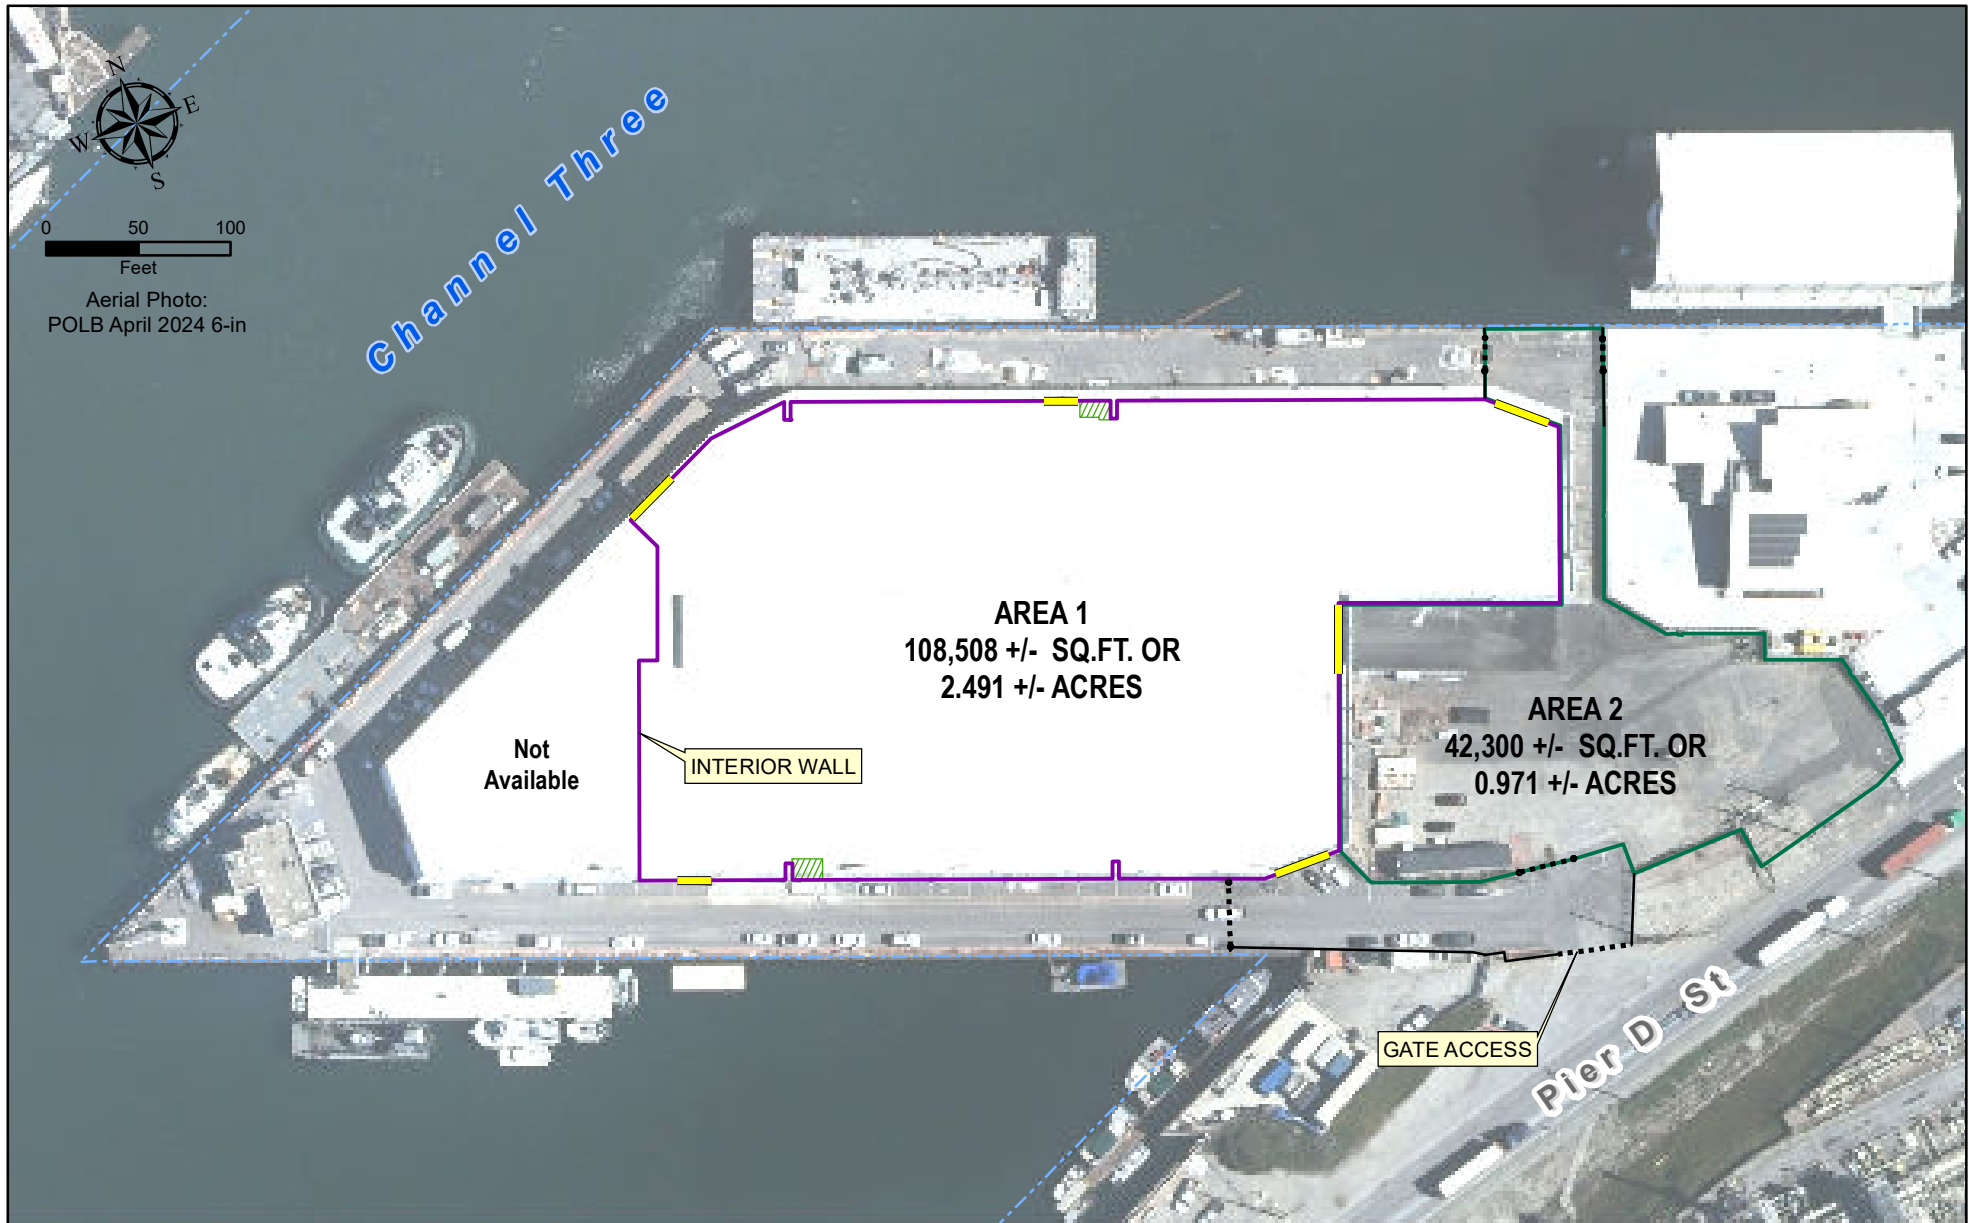 N
E
W
S
0 50 100
Feet
Aerial Photo:
POLB April 2024 6-in
Channel Three
AREA 1
108,508 +/- SQ.FT. OR
2.491 +/- ACRES
AREA 2
42,300 +/- SQ.FT. OR
0.971 +/- ACRES
Not
Available
INTERIOR WALL
GATE ACCESS
Pier D St